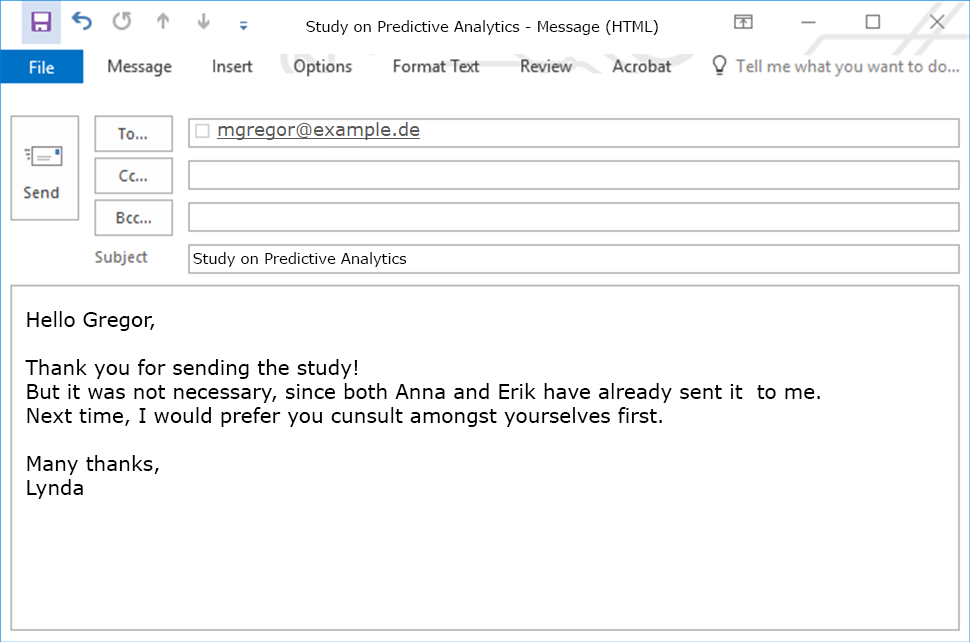 Study on Predictive Analytics - Message (HTML)
File Message Insert Options Format Text Review Acrobat Tell me what you want to do...
To... mgregor@example.de
Cc...
Send
Bcc...
Subject Study on Predictive Analytics
Hello Gregor,
Thank you for sending the study!
But it was not necessary, since both Anna and Erik have already sent it  to me.
Next time, I would prefer you cunsult amongst yourselves first.
Many thanks,
Lynda